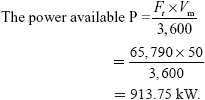 The power available P = F_t × V_m / 3,600
= 65,790 × 50 / 3,600
= 913.75 kW.